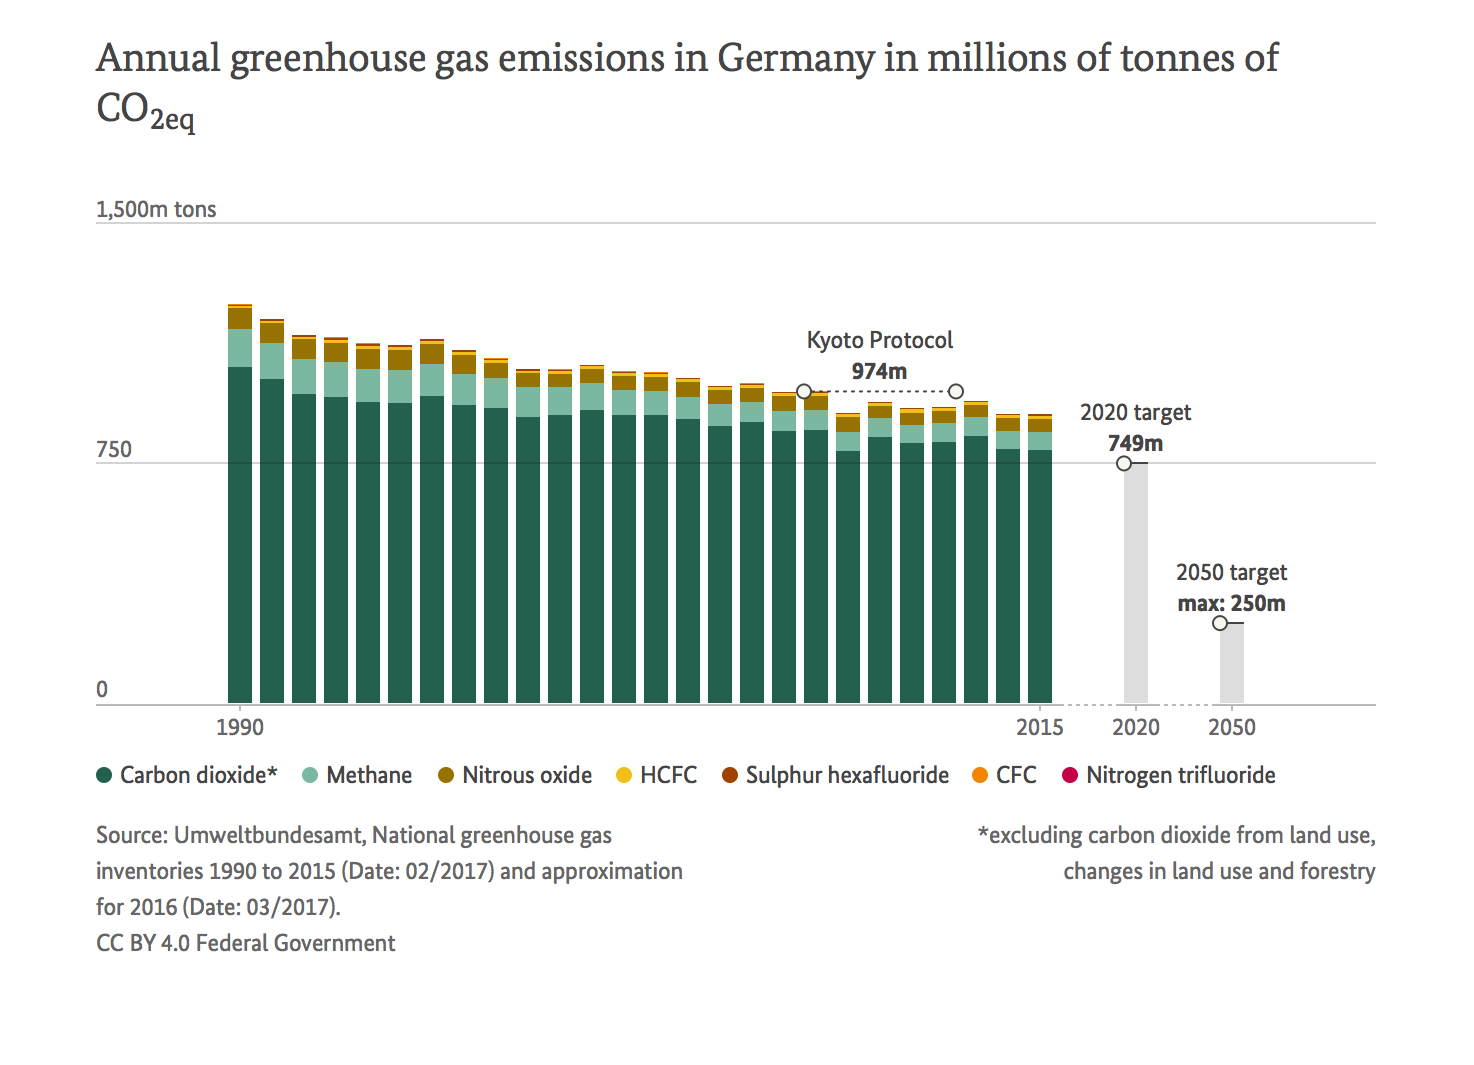 Annual greenhouse gas emissions in Germany in millions of tonnes of
CO2eq
1,500m tons
Kyoto Protocol
974m
2020 target
749m
750
2050 target
max: 250m
0
1990 2015 2020 2050
Carbon dioxide* Methane Nitrous oxide HCFC Sulphur hexafluoride CFC Nitrogen trifluoride
Source: Umweltbundesamt, National greenhouse gas
inventories 1990 to 2015 (Date: 02/2017) and approximation
for 2016 (Date: 03/2017).
CC BY 4.0 Federal Government
*excluding carbon dioxide from land use,
changes in land use and forestry